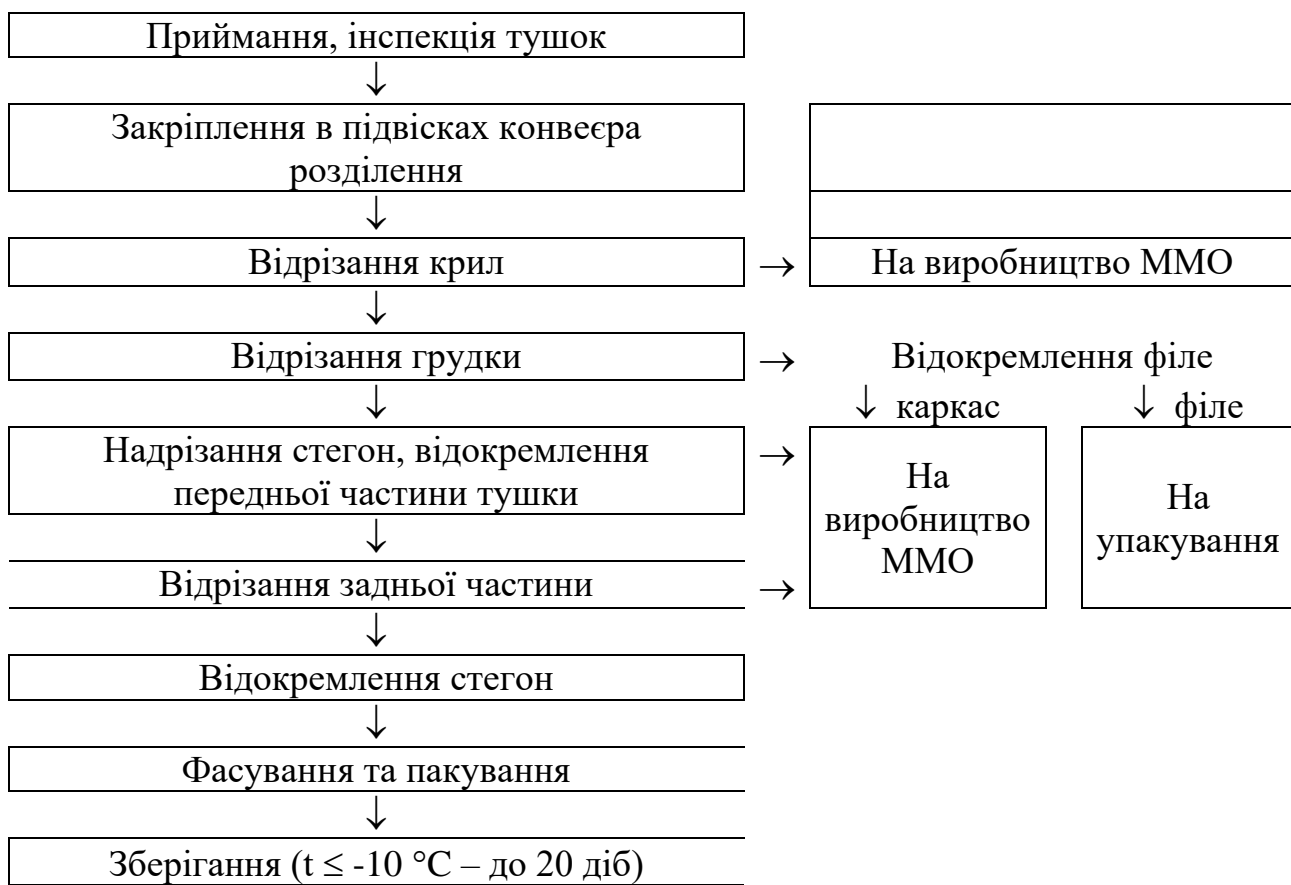 Приймання, інспекція тушок
↓
Закріплення в підвісках конвеєра
розділення
↓
Відрізання крил → На виробництво ММО
↓
Відрізання грудки → Відокремлення філе
↓ ↓ каркас ↓ філе
Надрізання стегон, відокремлення →
передньої частини тушки
На
виробництво
ММО
На
упакування
↓
Відрізання задньої частини →
↓
Відокремлення стегон
↓
Фасування та пакування
↓
Зберігання (t ≤ -10 °С – до 20 діб)